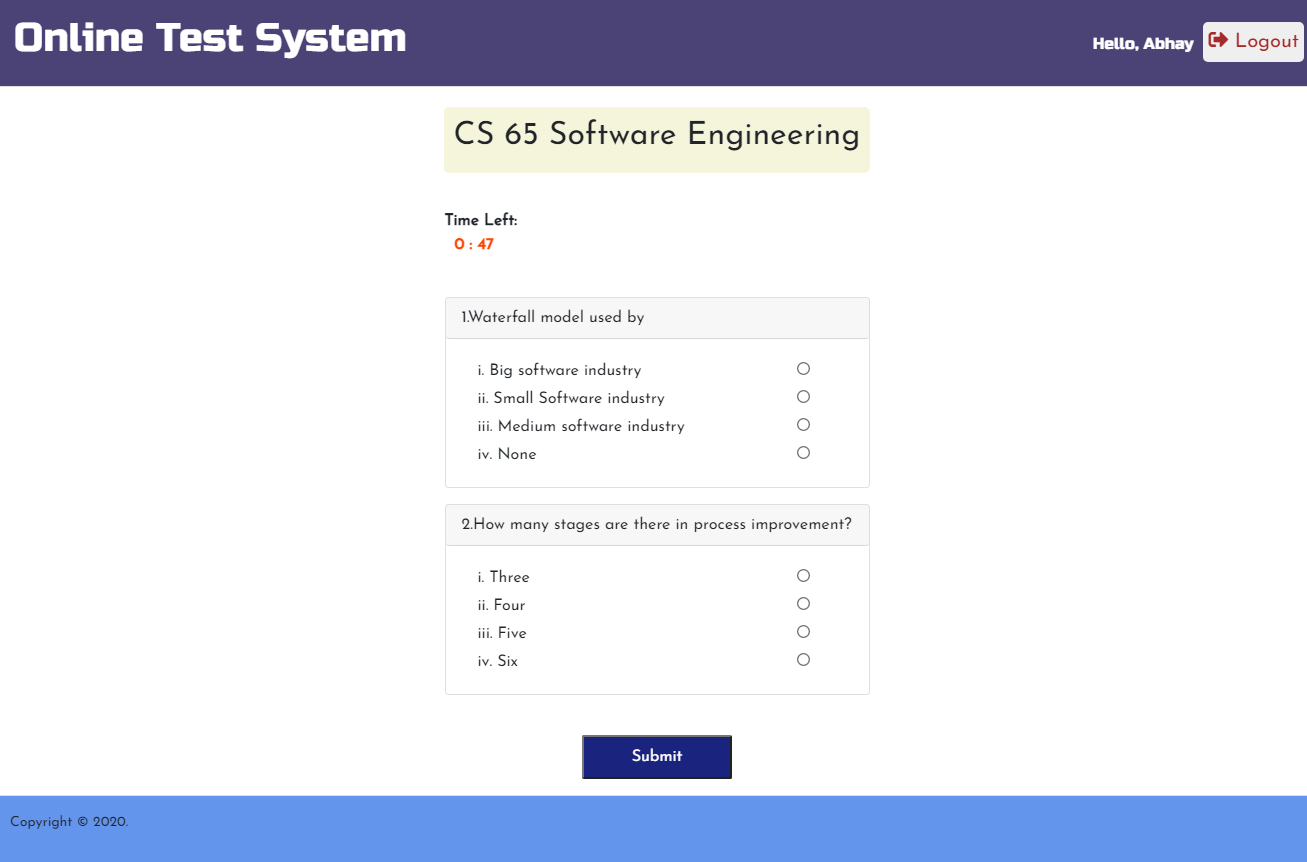 Online Test System
Hello, Abhay
Logout
CS 65 Software Engineering
Time Left:
0 : 47
1.Waterfall model used by
i. Big software industry
ii. Small Software industry
iii. Medium software industry
iv. None
2.How many stages are there in process improvement?
i. Three
ii. Four
iii. Five
iv. Six
Submit
Copyright © 2020.